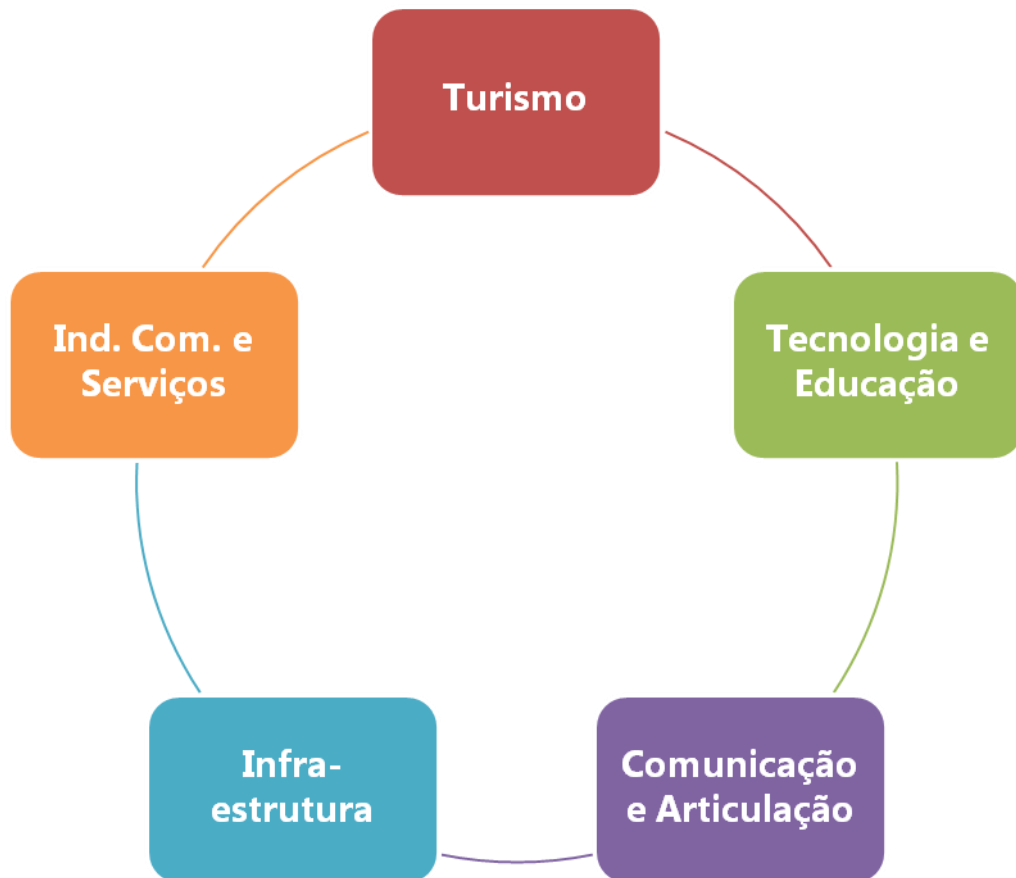 Turismo
Tecnologia e
Educação
Comunicação
e Articulação
Infra-
estrutura
Ind. Com. e
Serviços